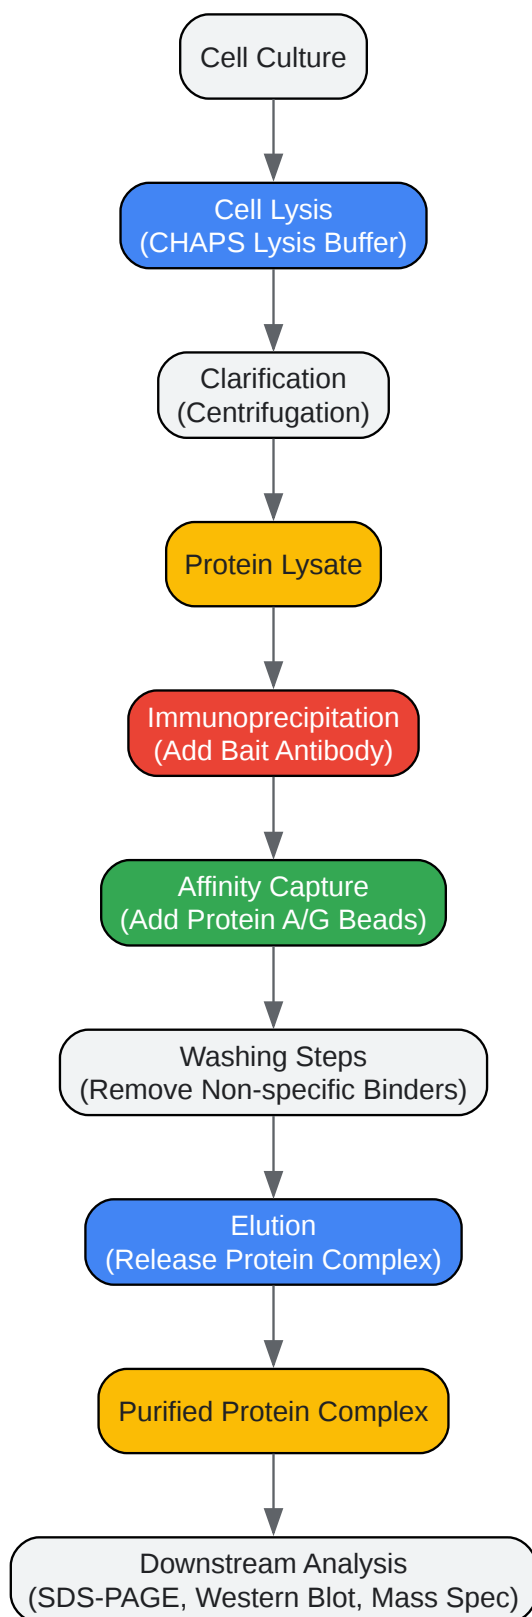 Cell Culture
Cell Lysis
(CHAPS Lysis Buffer)
Clarification
(Centrifugation)
Protein Lysate
Immunoprecipitation
(Add Bait Antibody)
Affinity Capture
(Add Protein A/G Beads)
Washing Steps
(Remove Non-specific Binders)
Elution
(Release Protein Complex)
Purified Protein Complex
Downstream Analysis
(SDS-PAGE, Western Blot, Mass Spec)